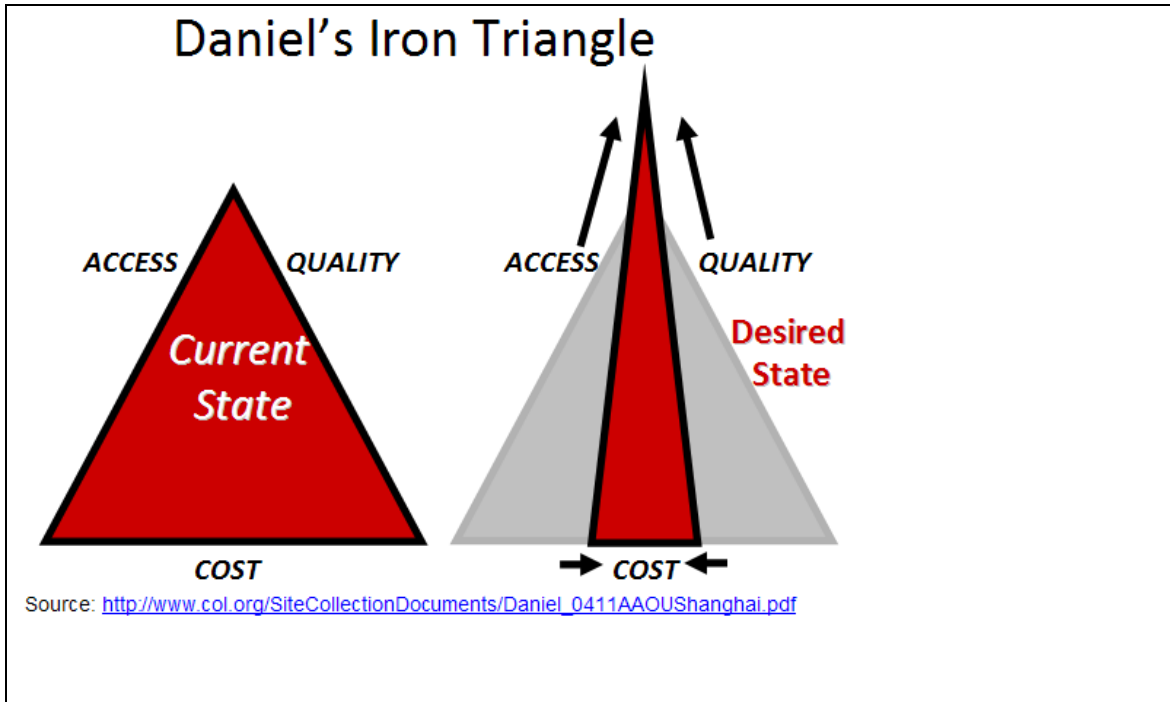 Daniel's Iron Triangle
ACCESS
QUALITY
Current
State
COST
ACCESS
QUALITY
Desired
State
COST
Source: http://www.col.org/SiteCollectionDocuments/Daniel_0411AAOUShanghai.pdf